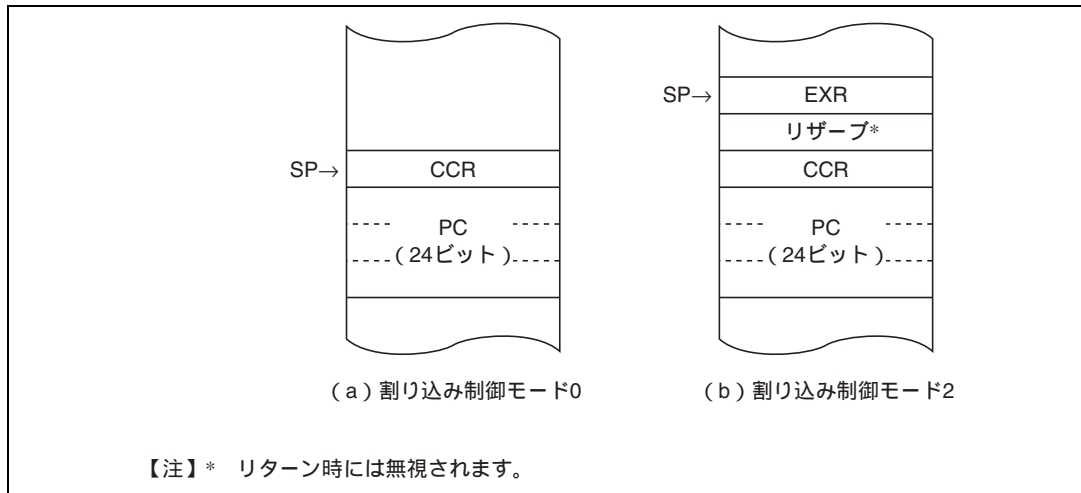 SP→
CCR
PC
(24ビット)
(a)割り込み制御モード0
SP→
EXR
リザーブ*
CCR
PC
(24ビット)
(b)割り込み制御モード2
【注】* リターン時には無視されます。